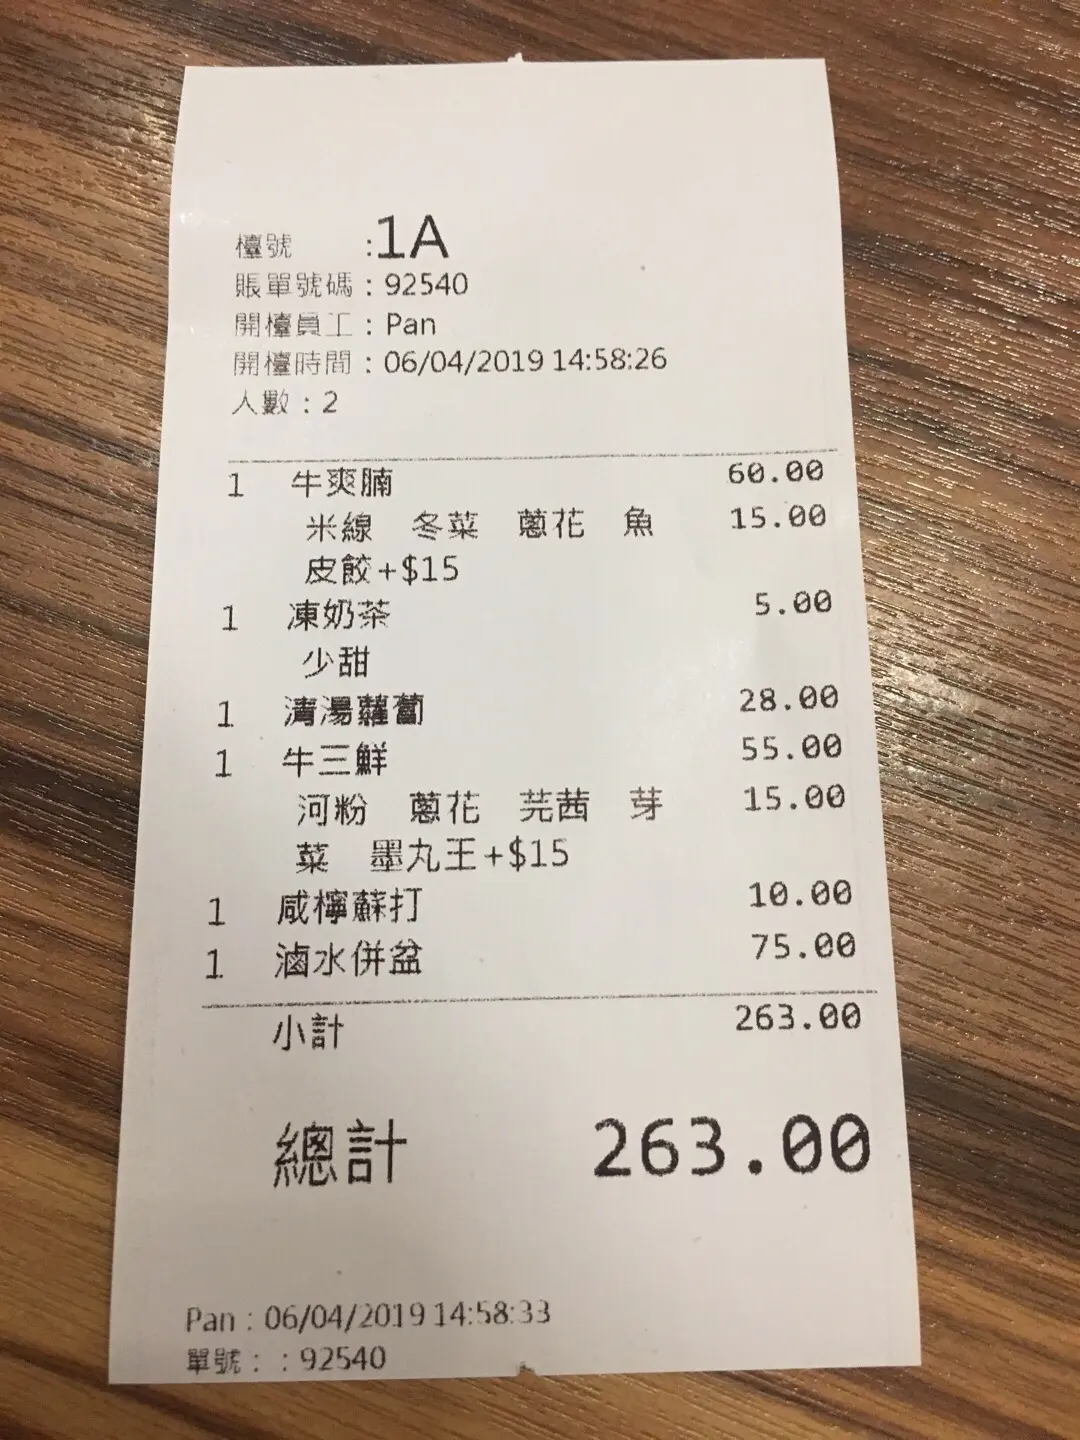 檯號 :1A
賬單號碼 : 92540
開檯員工 : Pan
開檯時間 : 06/04/2019 14:58:26
人數 : 2
1 牛爽腩 60.00
米線 冬菜 蔥花 魚 15.00
皮餃+$15
1 凍奶茶 5.00
少甜
1 清湯蘿蔔 28.00
1 牛三鮮 55.00
河粉 蔥花 芫茜 芽 15.00
菜 墨丸王+$15
1 咸檸蘇打 10.00
1 滷水併盆 75.00
小計 263.00
總計 263.00
Pan : 06/04/2019 14:58:33
單號 : : 92540